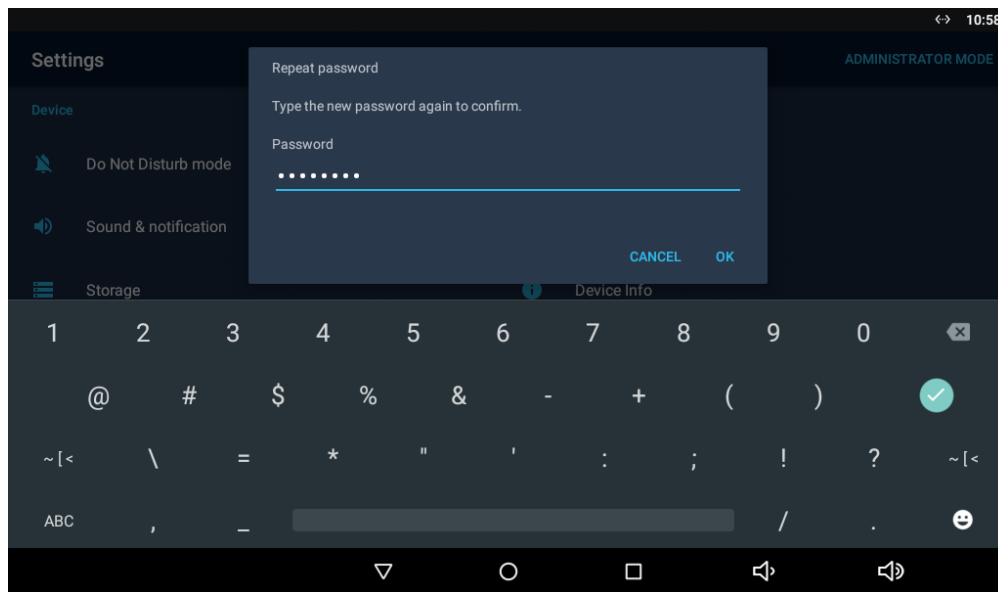 10:58
Settings
ADMINISTRATOR MODE
Repeat password
Type the new password again to confirm.
Password
••••••••
CANCEL OK
Device
Do Not Disturb mode
Sound & notification
Storage
Device Info
1 2 3 4 5 6 7 8 9 0
@ # $ % & - + ( )
~ [ < \ = * " ' : ; ! ? ~ [ <
ABC , _ / .